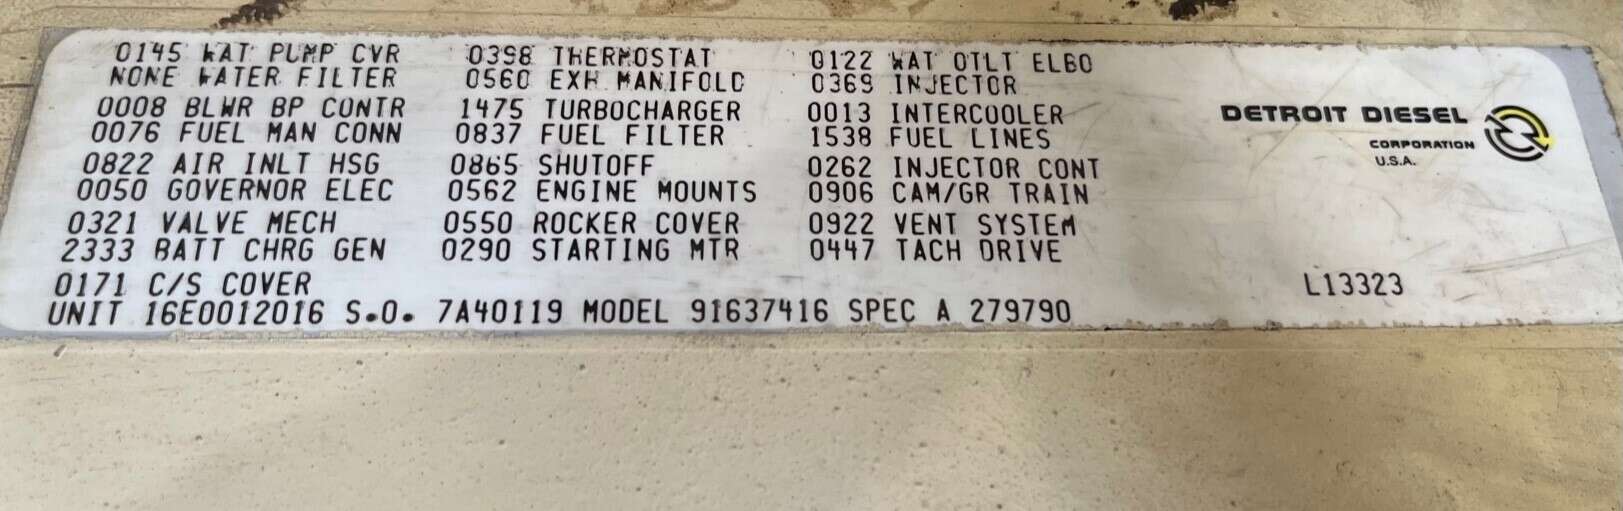 0145 WAT PUMP CVR 0398 THERMOSTAT 0122 WAT OTLT ELBO
NONE WATER FILTER 0560 EXH MANIFOLD 0369 INJECTOR
0008 BLWR BP CONTR 1475 TURBOCHARGER 0013 INTERCOOLER
0076 FUEL MAN CONN 0837 FUEL FILTER 1538 FUEL LINES
0822 AIR INLT HSG 0865 SHUTOFF 0262 INJECTOR CONT
0050 GOVERNOR ELEC 0562 ENGINE MOUNTS 0906 CAM/GR TRAIN
0321 VALVE MECH 0550 ROCKER COVER 0922 VENT SYSTEM
2333 BATT CHRG GEN 0290 STARTING MTR 0447 TACH DRIVE
0171 C/S COVER
UNIT 16E0012016 S.O. 7A40119 MODEL 91637416 SPEC A 279790
DETROIT DIESEL
CORPORATION
U.S.A.
L13323